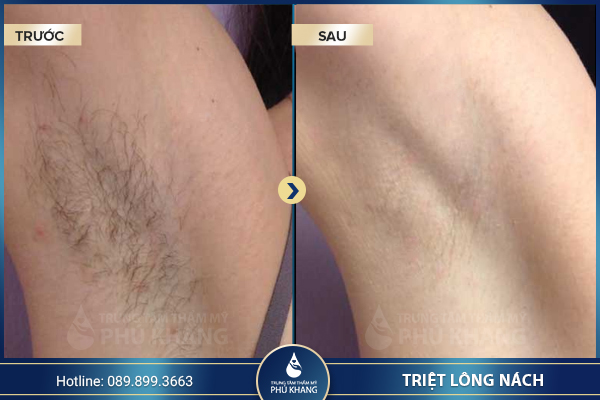 TRƯỚC
SAU
TRUNG TÂM THẨM MỸ
PHÚ KHANG
TRUNG TÂM THẨM MỸ
PHÚ KHANG
Hotline: 089.899.3663
TRUNG TÂM THẨM MỸ
PHÚ KHANG
TRIỆT LÔNG NÁCH